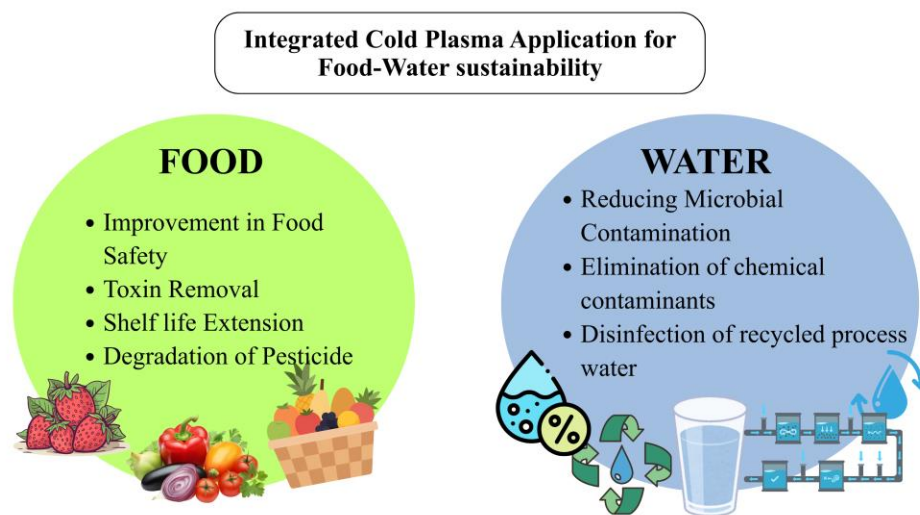 Integrated Cold Plasma Application for
Food-Water sustainability
FOOD
• Improvement in Food
Safety
• Toxin Removal
• Shelf life Extension
• Degradation of Pesticide
WATER
• Reducing Microbial
Contamination
• Elimination of chemical
contaminants
• Disinfection of recycled process
water
%